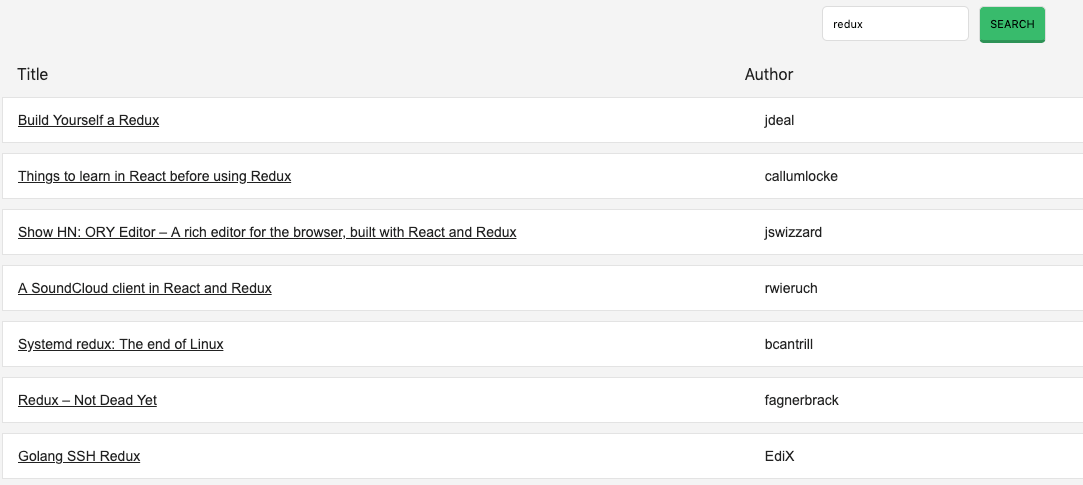 redux SEARCH
Title Author
Build Yourself a Redux jdeal
Things to learn in React before using Redux callumlocke
Show HN: ORY Editor – A rich editor for the browser, built with React and Redux jswizzard
A SoundCloud client in React and Redux rwieruch
Systemd redux: The end of Linux bcantrill
Redux – Not Dead Yet fagnerbrack
Golang SSH Redux EdiX